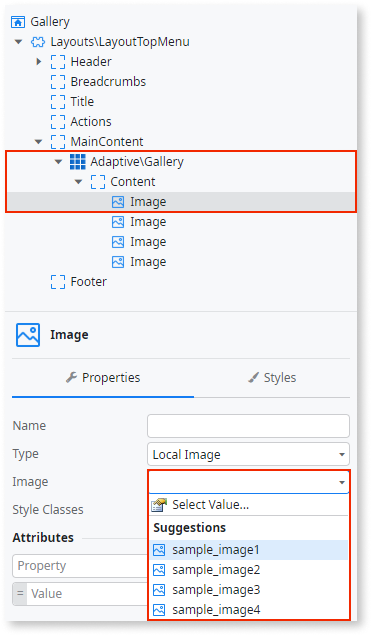 Gallery
Layouts\LayoutTopMenu
Header
Breadcrumbs
Title
Actions
MainContent
Adaptive\Gallery
Content
Image
Image
Image
Image
Footer
Image
Properties
Styles
Name
Type
Local Image
Image
Style Classes
Select Value...
Suggestions
sample_image1
sample_image2
sample_image3
sample_image4
Attributes
Property
= Value